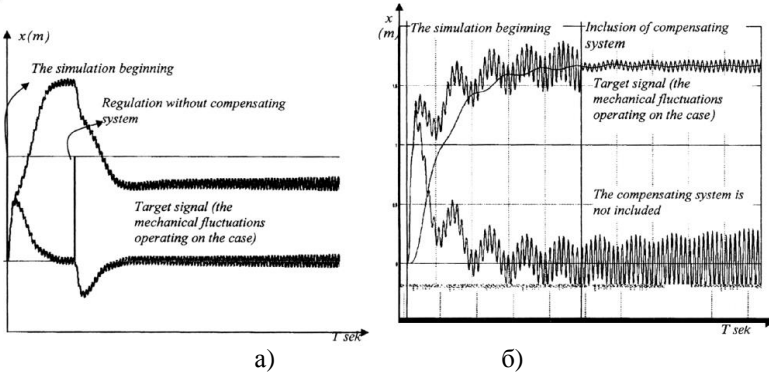 x(m)
The simulation beginning
Regulation without compensating
system
Target signal (the
mechanical fluctuations
operating on the case)
T sek
а)
x
(m)
The simulation beginning
Inclusion of compensating
system
Target signal (the
mechanical fluctuations
operating on the case)
The compensating system is
not included
T sek
б)